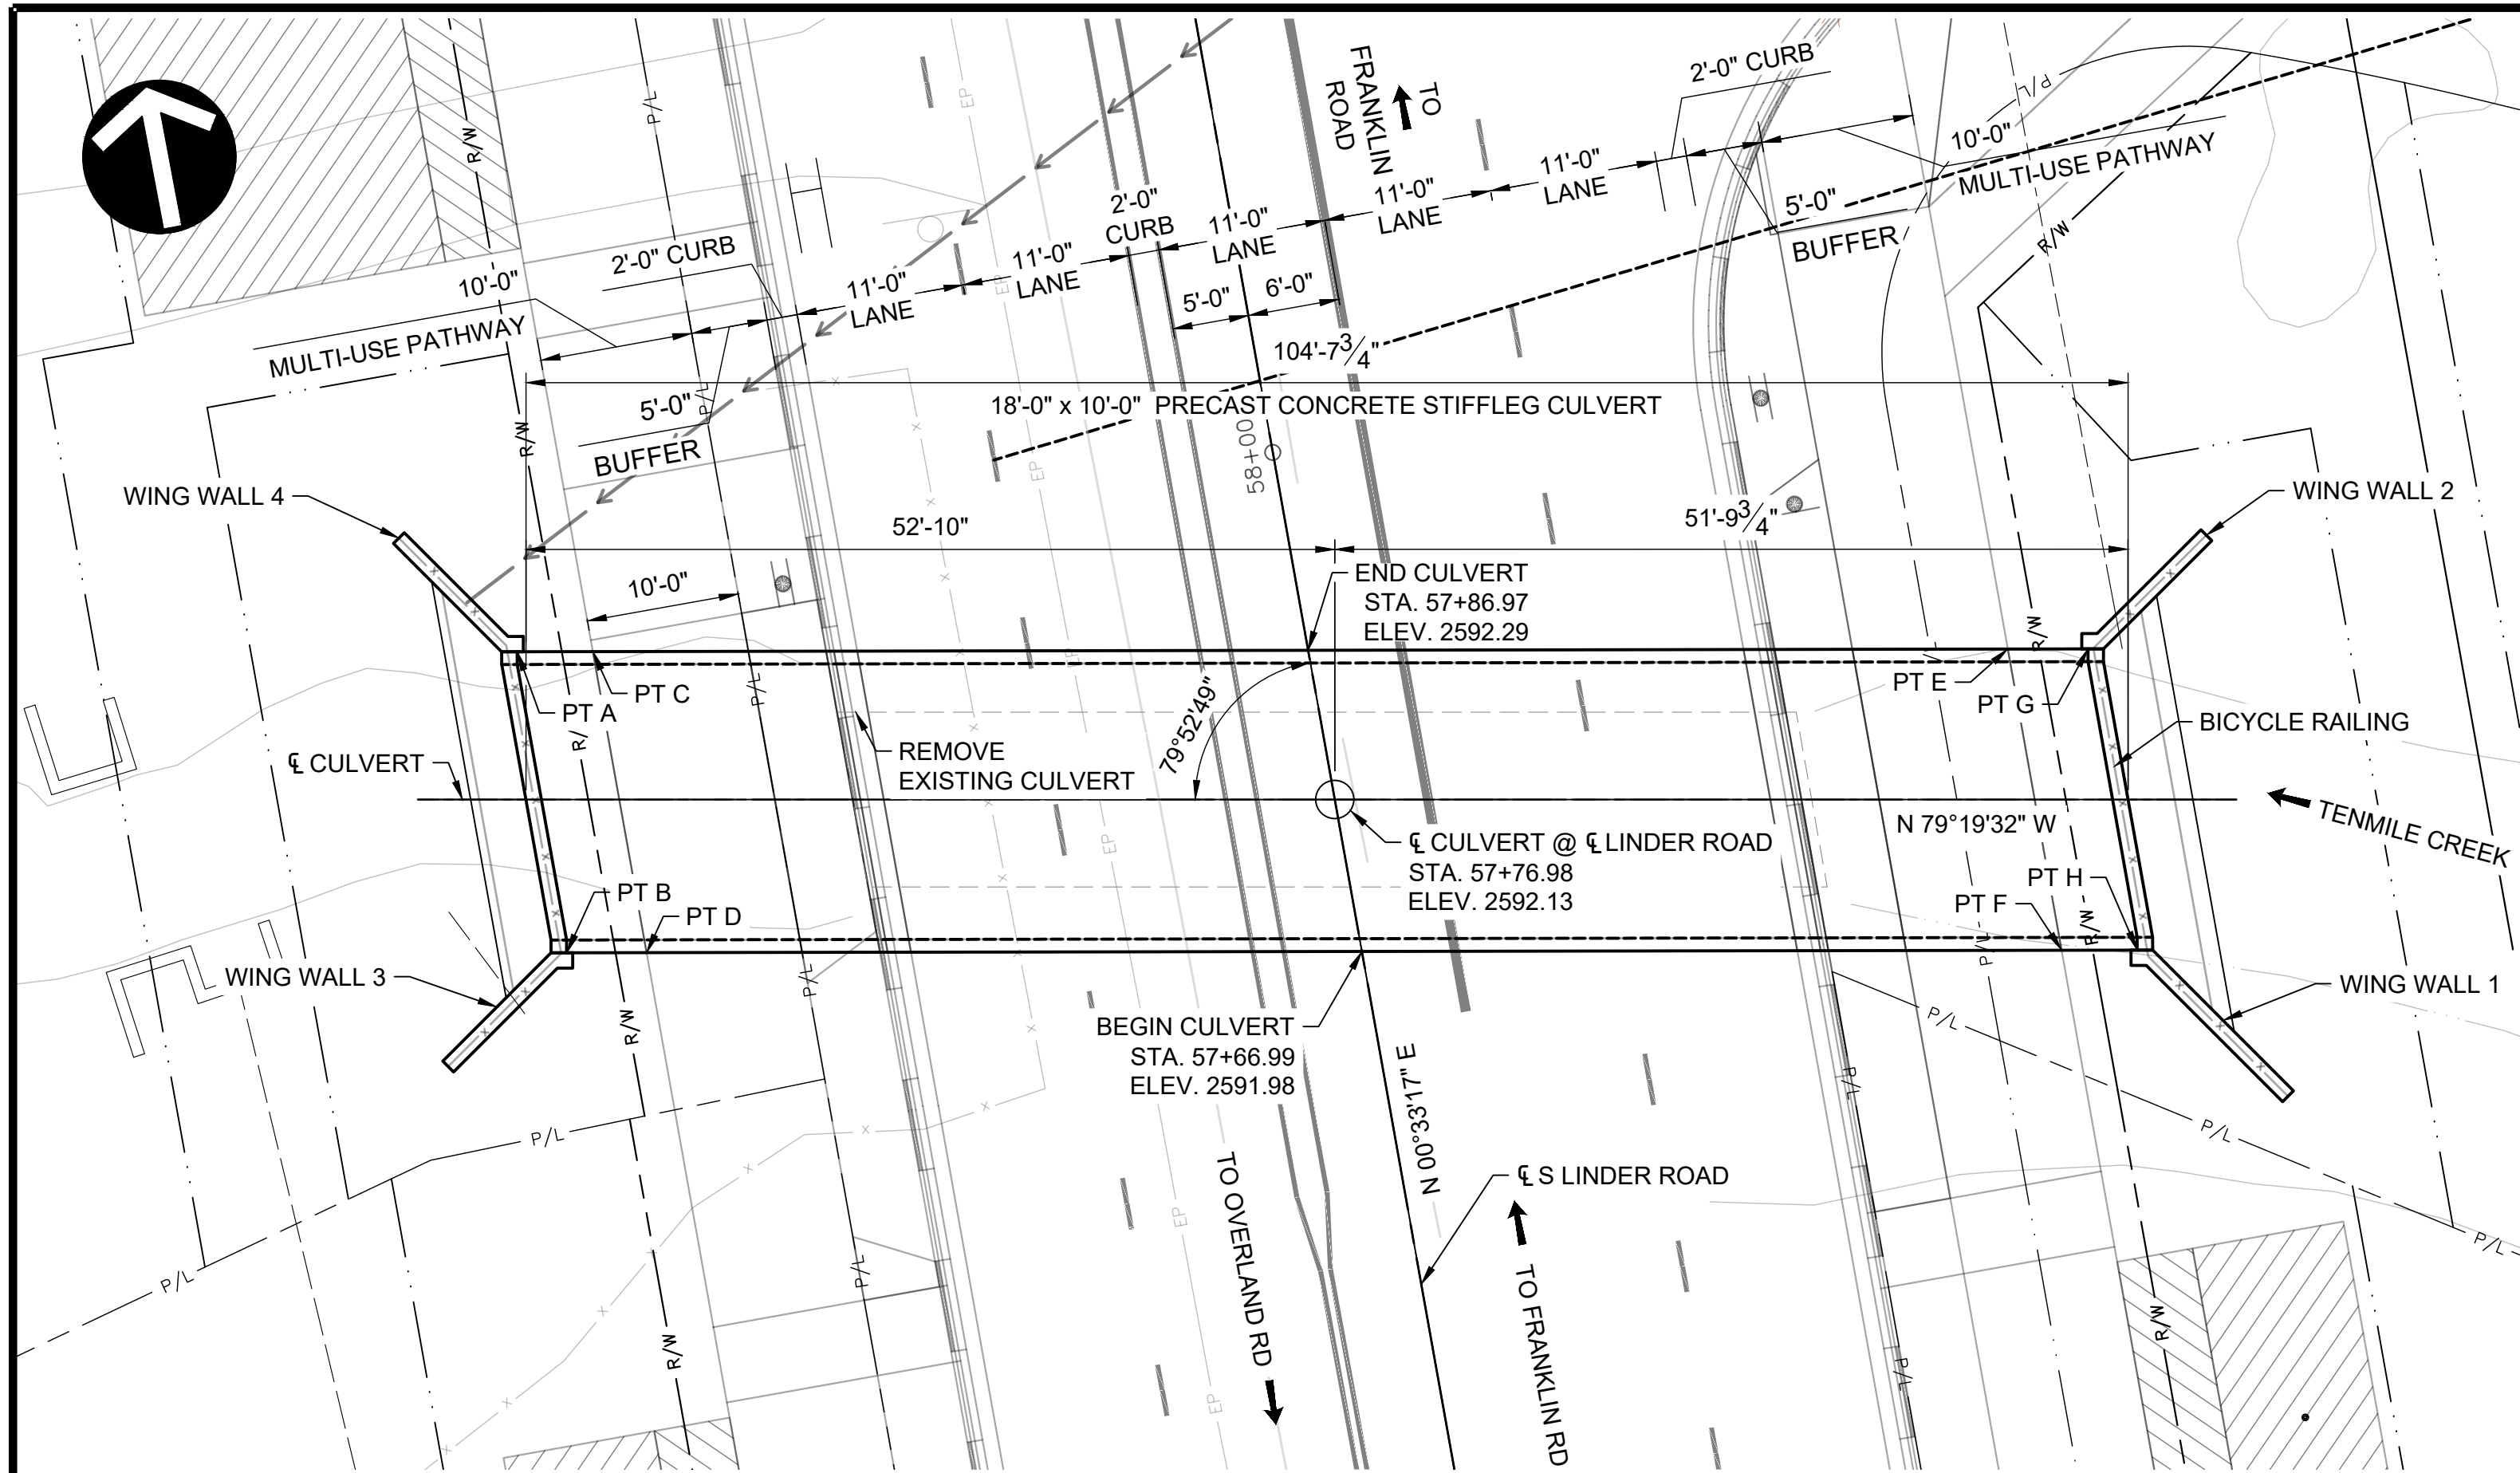 2'-0" CURB
TO
FRANKLIN
ROAD
10'-0"
MULTI-USE PATHWAY
11'-0"
LANE
11'-0"
LANE
5'-0"
BUFFER
2'-0"
CURB
11'-0"
LANE
2'-0" CURB
11'-0"
LANE
11'-0"
LANE
10'-0"
MULTI-USE PATHWAY
5'-0"
6'-0"
5'-0"
BUFFER
104'-7 3/4"
18'-0" x 10'-0" PRECAST CONCRETE STIFFLEG CULVERT
58+00
WING WALL 4
WING WALL 2
52'-10"
51'-9 3/4"
10'-0"
END CULVERT
STA. 57+86.97
ELEV. 2592.29
PT C
PT A
PT E
PT G
79°52'49"
BICYCLE RAILING
REMOVE
EXISTING CULVERT
℄ CULVERT
N 79°19'32" W
TENMILE CREEK
℄ CULVERT @ ℄ LINDER ROAD
STA. 57+76.98
ELEV. 2592.13
PT B
PT D
PT H
PT F
WING WALL 3
WING WALL 1
BEGIN CULVERT
STA. 57+66.99
ELEV. 2591.98
N 00°33'17" E
℄ S LINDER ROAD
TO OVERLAND RD
TO FRANKLIN RD
R/W
R/W
R/W
R/W
R/W
R/W
R/W
R/W
R/W
R/
P/L
P/L
P/L
P/L
P/L
P/L
P/L
P/L
P/L
P/L
P/L
P/L
P/L
P/L
EP
EP
EP
EP
EP
EP
EP